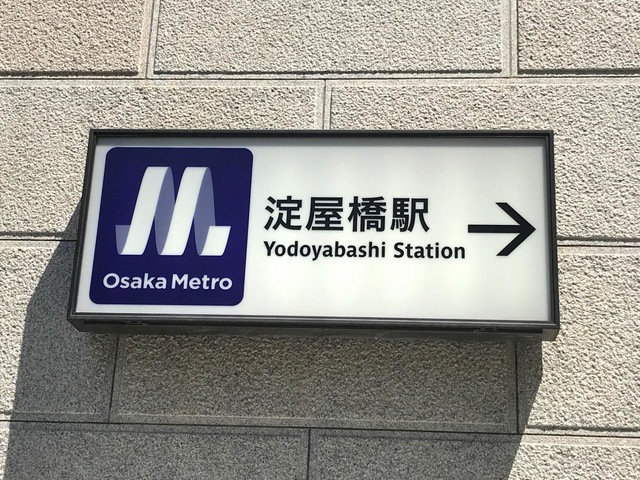 Osaka Metro
淀屋橋駅
Yodoyabashi Station